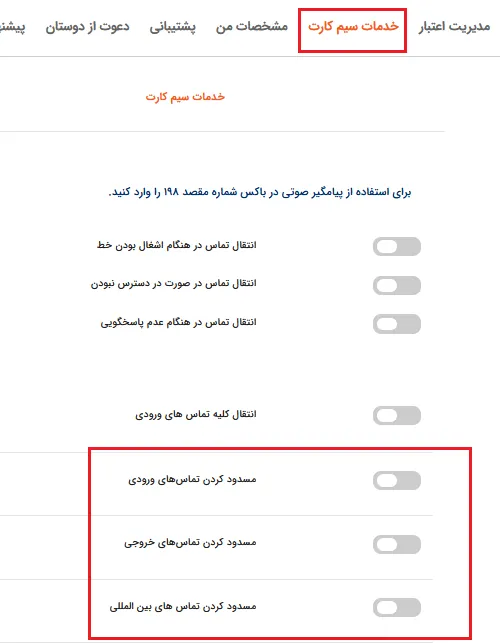 مدیریت اعتبار خدمات سیم کارت مشخصات من پشتیبانی دعوت از دوستان
خدمات سیم کارت
برای استفاده از پیامگیر صوتی در باکس شماره مقصد ۱۹۸ را وارد کنید.
انتقال تماس در هنگام اشغال بودن خط
انتقال تماس در صورت در دسترس نبودن
انتقال تماس در هنگام عدم پاسخگویی
انتقال کلیه تماس های ورودی
مسدود کردن تماس‌های ورودی
مسدود کردن تماس‌های خروجی
مسدود کردن تماس های بین المللی